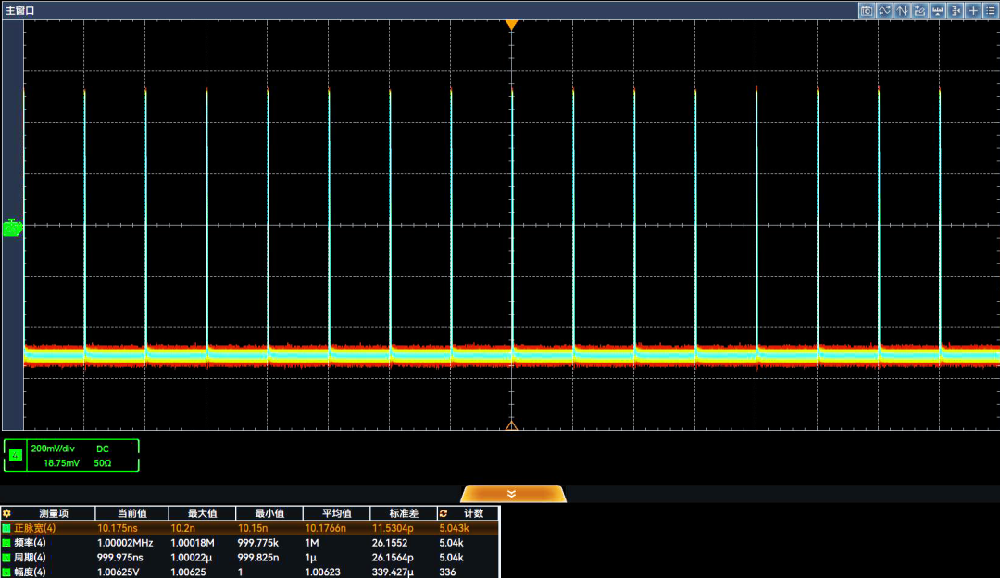 主窗口
4
200mV/div DC
18.75mV 50Ω
测量项 当前值 最大值 最小值 平均值 标准差 计数
正脉宽(4) 10.175ns 10.2n 10.15n 10.1766n 11.5304p 5.043k
频率(4) 1.00002MHz 1.00018M 999.775k 1M 26.1552 5.04k
周期(4) 999.975ns 1.00022μ 999.825n 1μ 26.1564p 5.04k
幅度(4) 1.00625V 1.00625 1 1.00623 339.427μ 336